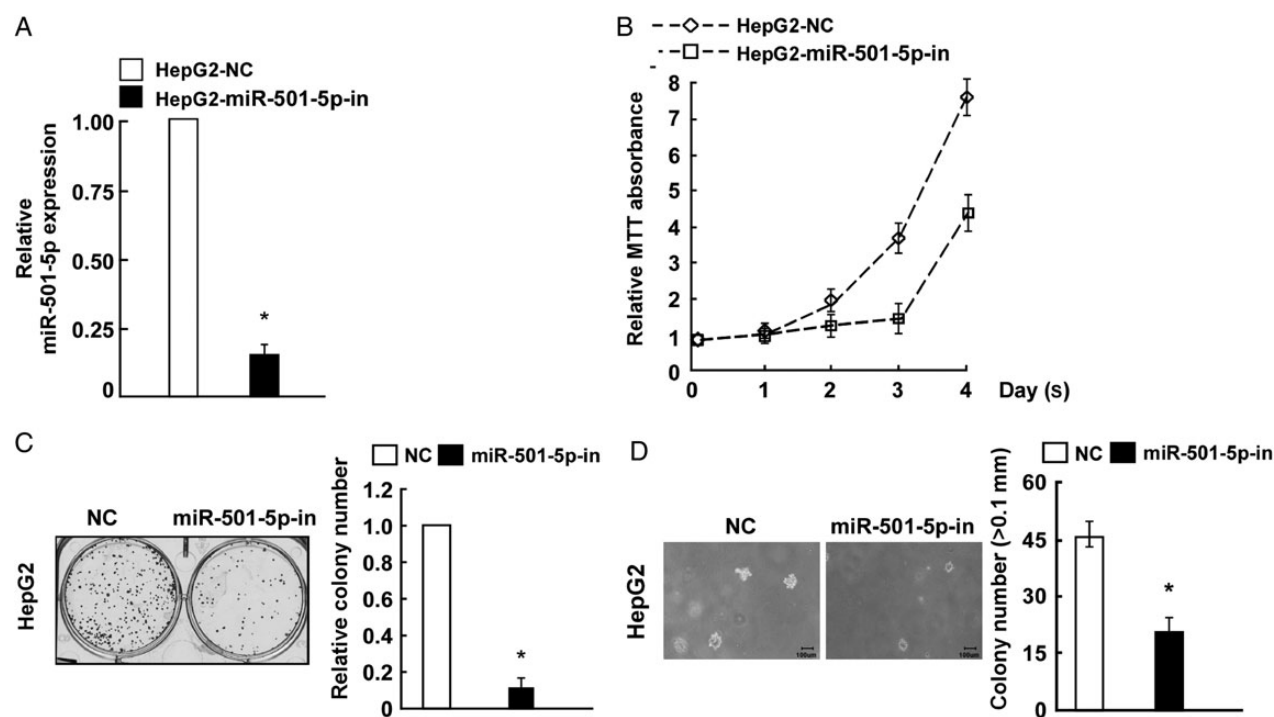 A
HepG2-NC
HepG2-miR-501-5p-in
Relative
miR-501-5p expression
1.00
0.75
0.50
0.25
0
*
B
HepG2-NC
HepG2-miR-501-5p-in
Relative MTT absorbance
8
7
6
5
4
3
2
1
0
0 1 2 3 4 Day (s)
C
NC miR-501-5p-in
HepG2
NC miR-501-5p-in
Relative colony number
1.2
1.0
0.8
0.6
0.4
0.2
0
*
D
NC miR-501-5p-in
HepG2
100um 100um
NC miR-501-5p-in
Colony number (>0.1 mm)
60
45
30
15
0
*